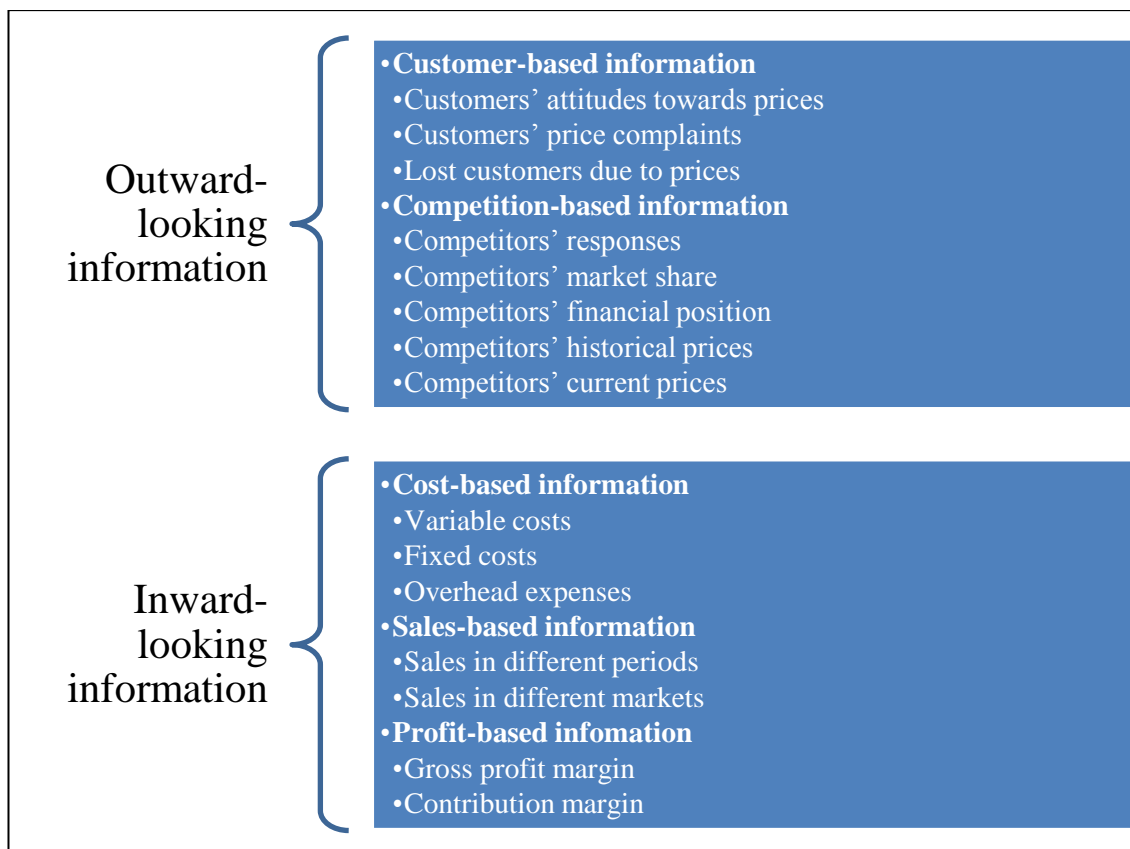 Outward-
looking
information
•Customer-based information
•Customers’ attitudes towards prices
•Customers’ price complaints
•Lost customers due to prices
•Competition-based information
•Competitors’ responses
•Competitors’ market share
•Competitors’ financial position
•Competitors’ historical prices
•Competitors’ current prices
Inward-
looking
information
•Cost-based information
•Variable costs
•Fixed costs
•Overhead expenses
•Sales-based information
•Sales in different periods
•Sales in different markets
•Profit-based infomation
•Gross profit margin
•Contribution margin